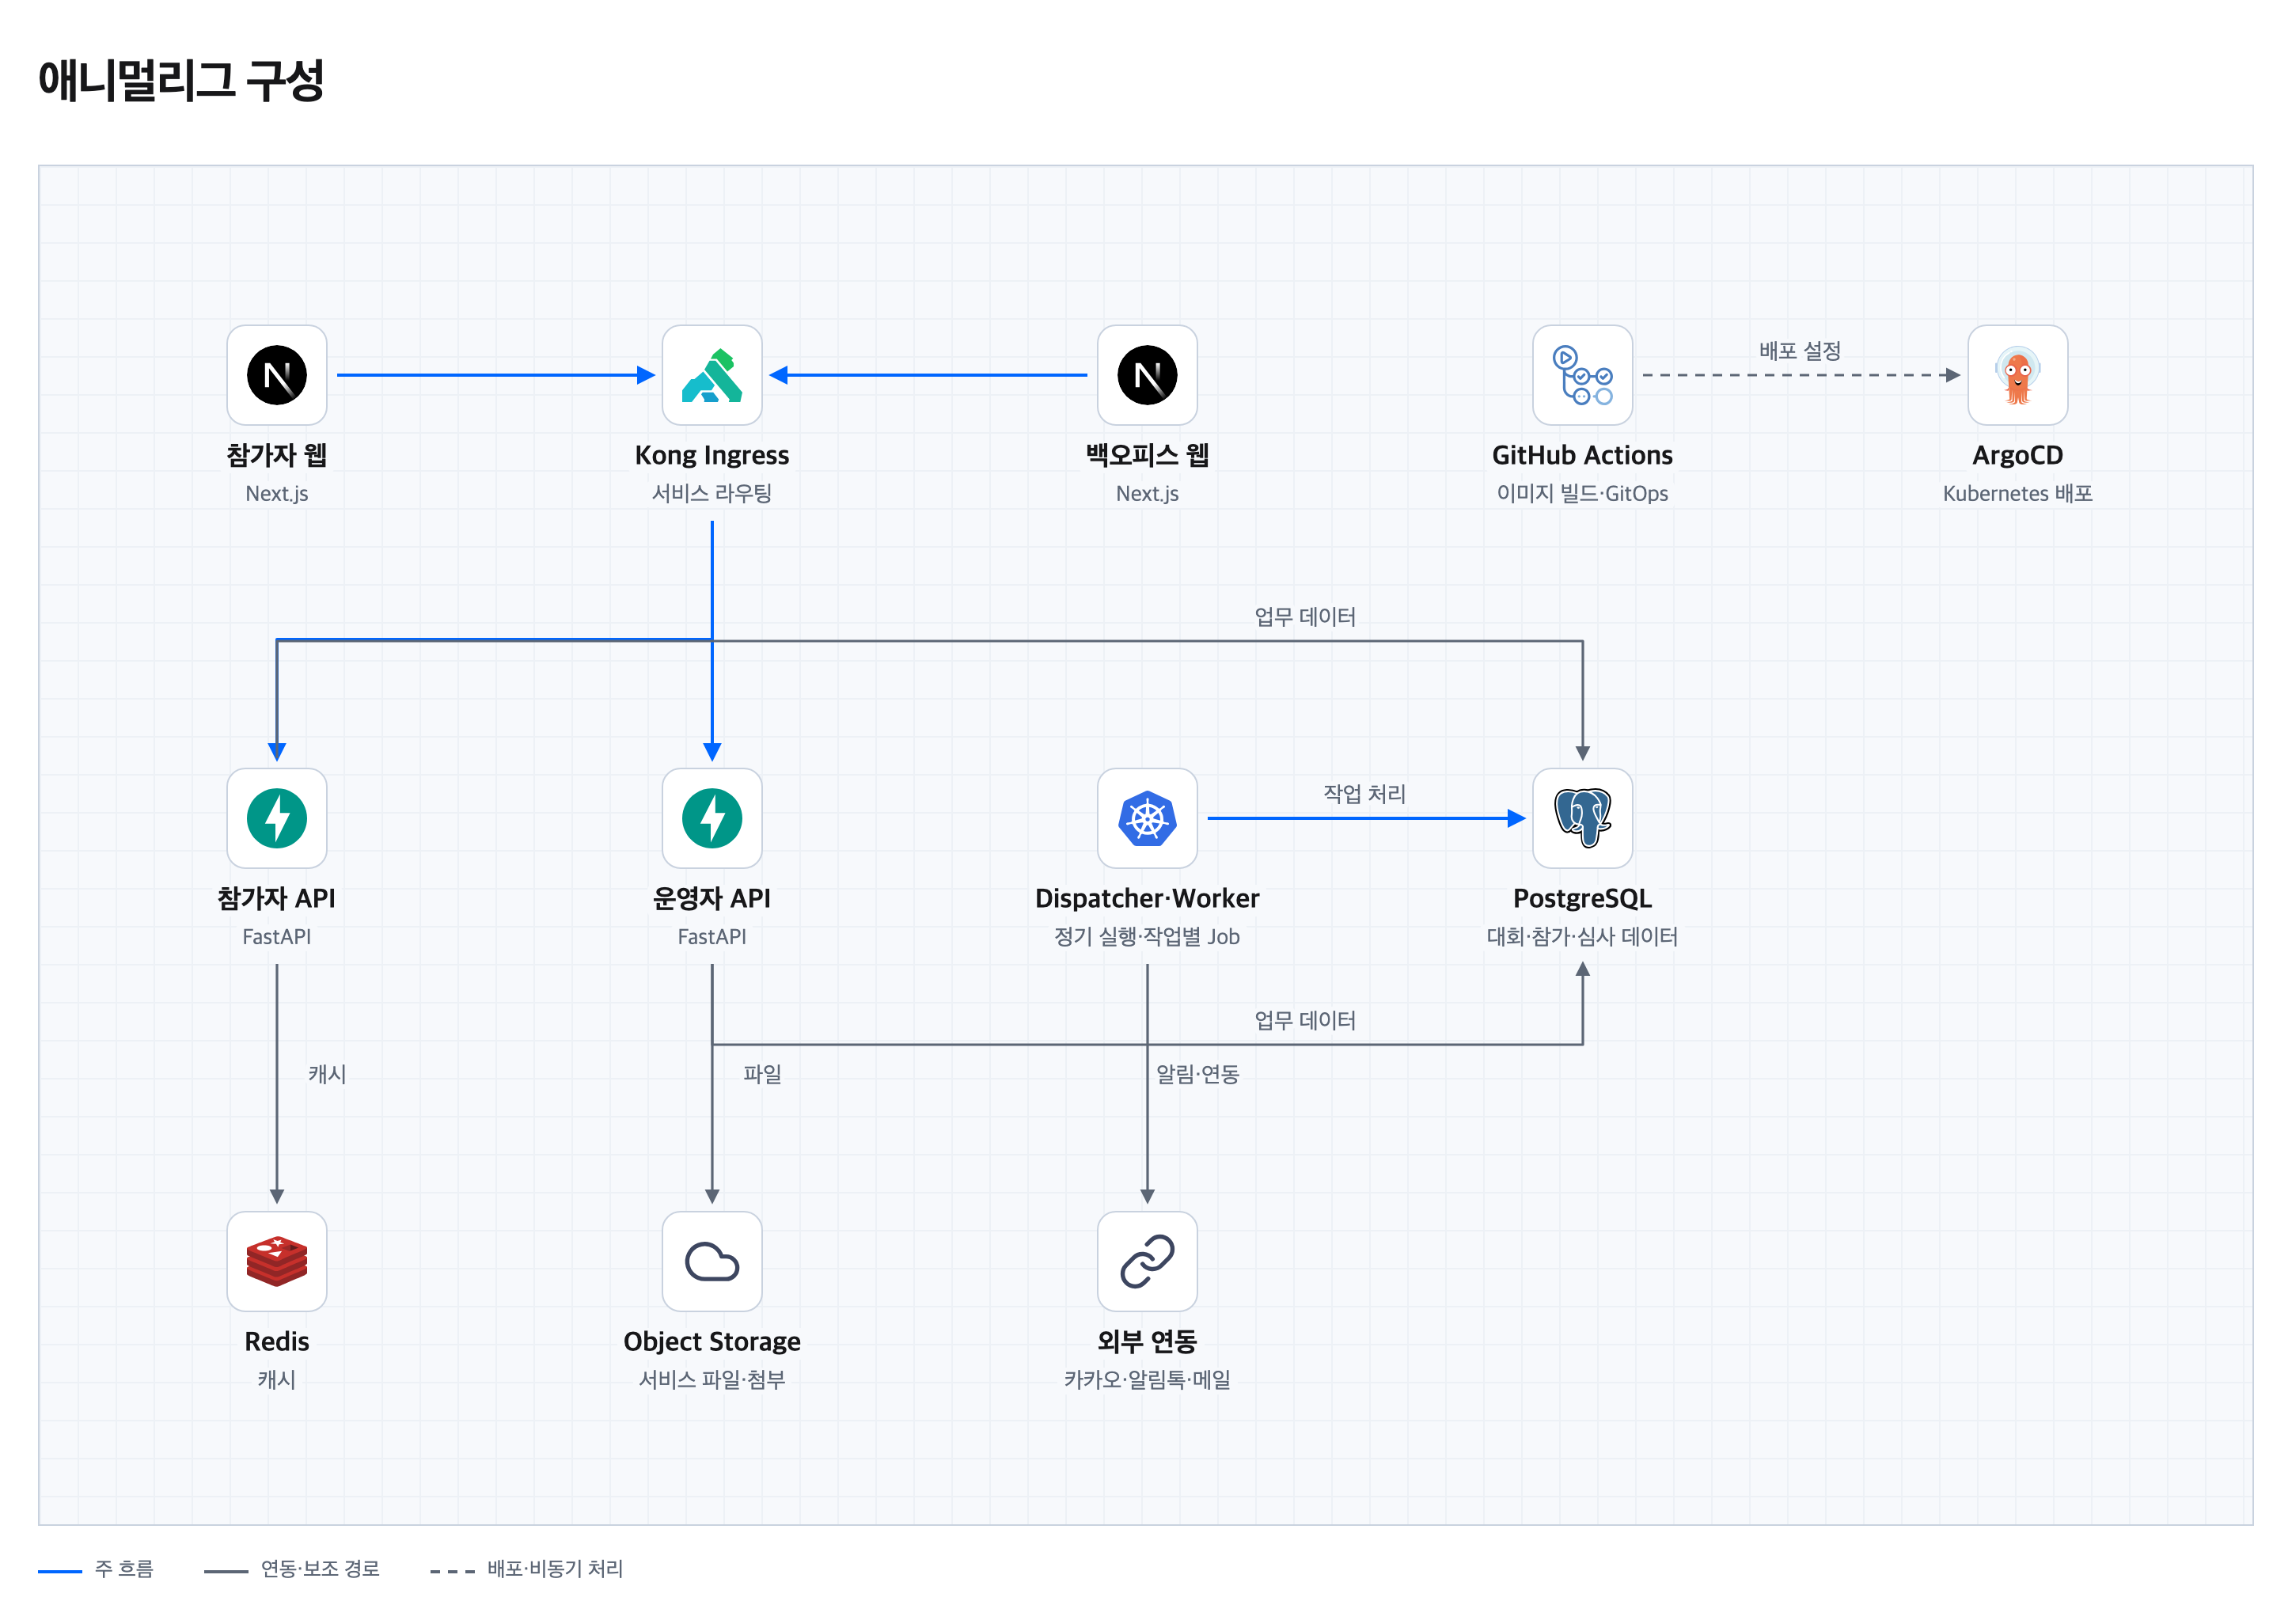 애니멀리그 구성
참가자 웹
Next.js
Kong Ingress
서비스 라우팅
백오피스 웹
Next.js
GitHub Actions
이미지 빌드·GitOps
배포 설정
ArgoCD
Kubernetes 배포
업무 데이터
참가자 API
FastAPI
운영자 API
FastAPI
Dispatcher·Worker
정기 실행·작업별 Job
작업 처리
PostgreSQL
대회·참가·심사 데이터
업무 데이터
캐시
파일
알림·연동
Redis
캐시
Object Storage
서비스 파일·첨부
외부 연동
카카오·알림톡·메일
주 흐름
연동·보조 경로
배포·비동기 처리